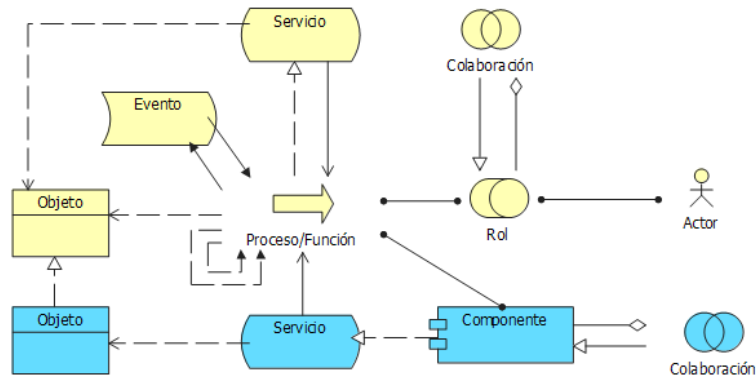 Servicio
Colaboración
Evento
Objeto
Proceso/Función
Rol
Actor
Objeto
Servicio
Componente
Colaboración